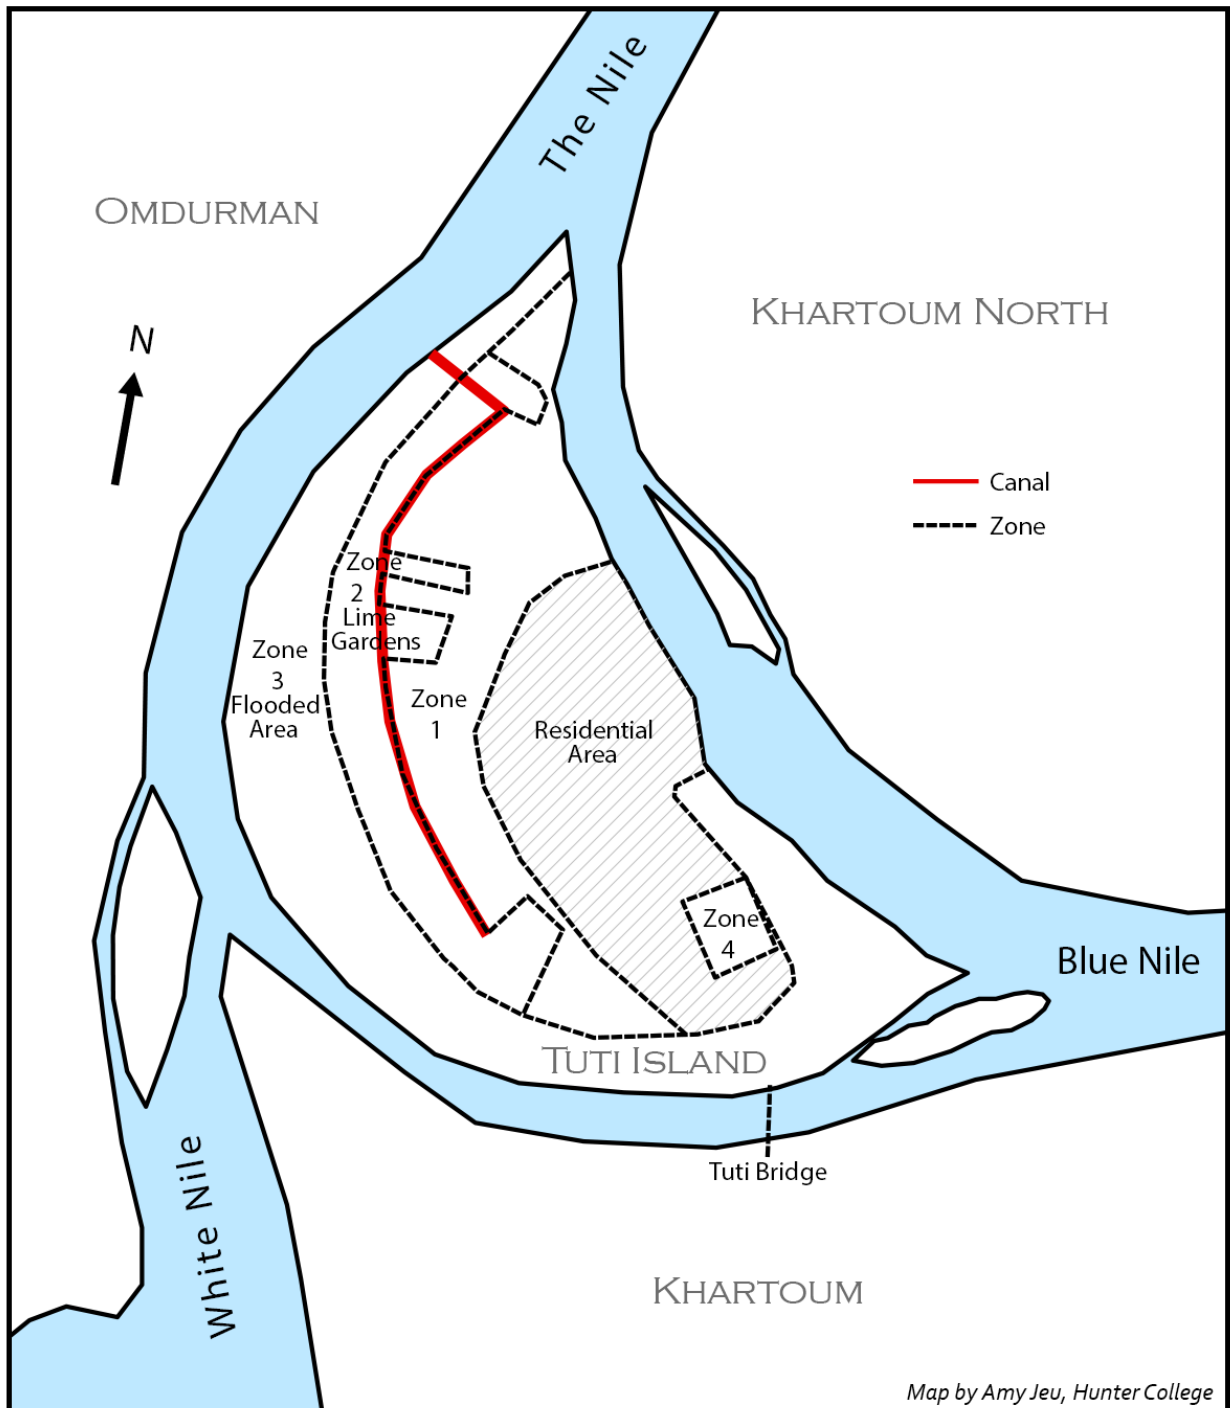 The Nile
OMDURMAN
KHARTOUM NORTH
N
Canal
Zone
Zone
2
Lime
Gardens
Zone
3
Flooded
Area
Zone
1
Residential
Area
Zone
4
Blue Nile
TUTI ISLAND
Tuti Bridge
White Nile
KHARTOUM
Map by Amy Jeu, Hunter College